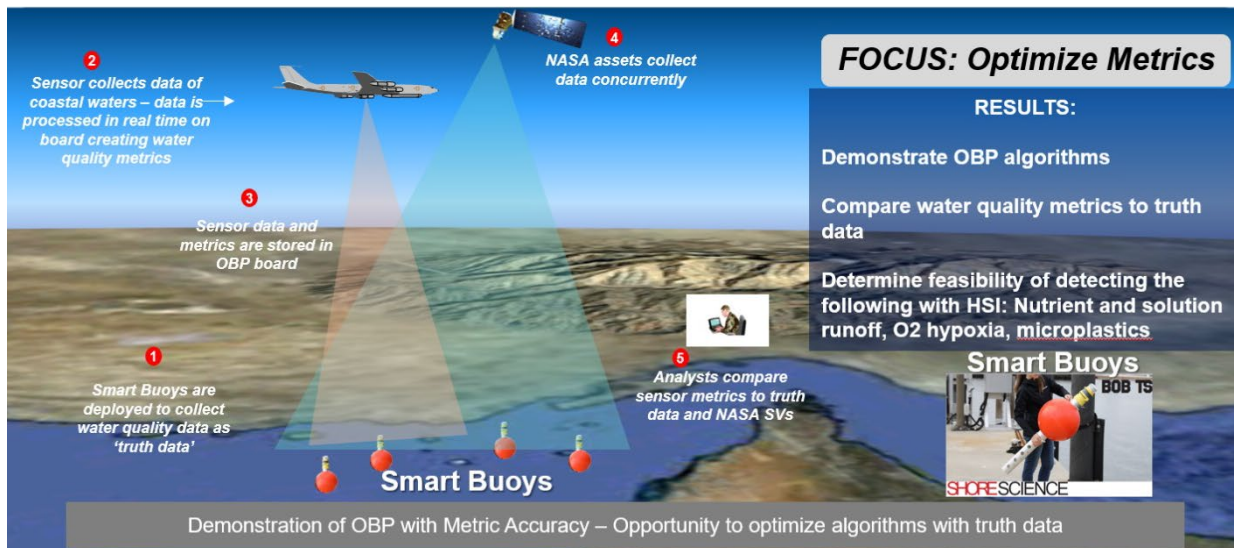 2
Sensor collects data of
coastal waters – data is
processed in real time on
board creating water
quality metrics
4
NASA assets collect
data concurrently
FOCUS: Optimize Metrics
RESULTS:
Demonstrate OBP algorithms
Compare water quality metrics to truth
data
Determine feasibility of detecting the
following with HSI: Nutrient and solution
runoff, O2 hypoxia, microplastics
3
Sensor data and
metrics are stored in
OBP board
1
Smart Buoys are
deployed to collect
water quality data as
‘truth data’
5
Analysts compare
sensor metrics to truth
data and NASA SVs
Smart Buoys
BOB TS
SHORESCIENCE
Smart Buoys
Demonstration of OBP with Metric Accuracy – Opportunity to optimize algorithms with truth data